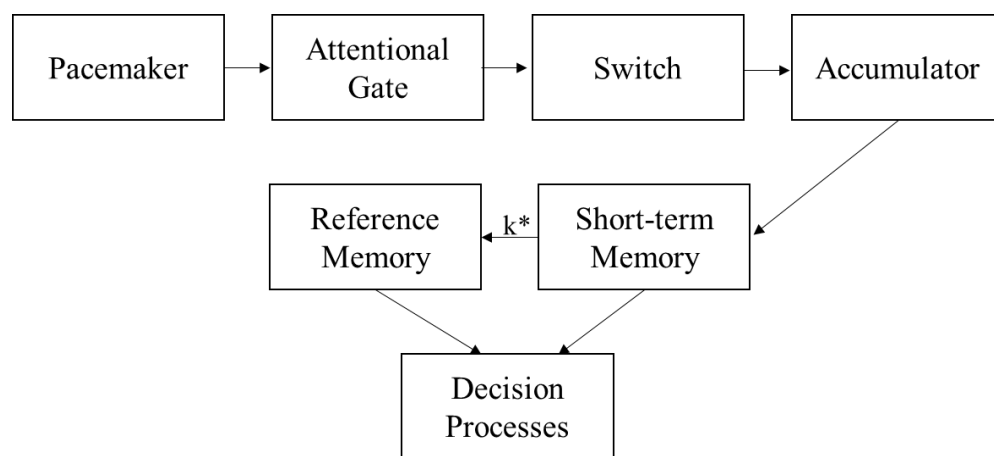 Pacemaker
Attentional
Gate
Switch
Accumulator
Reference
Memory
k*
Short-term
Memory
Decision
Processes